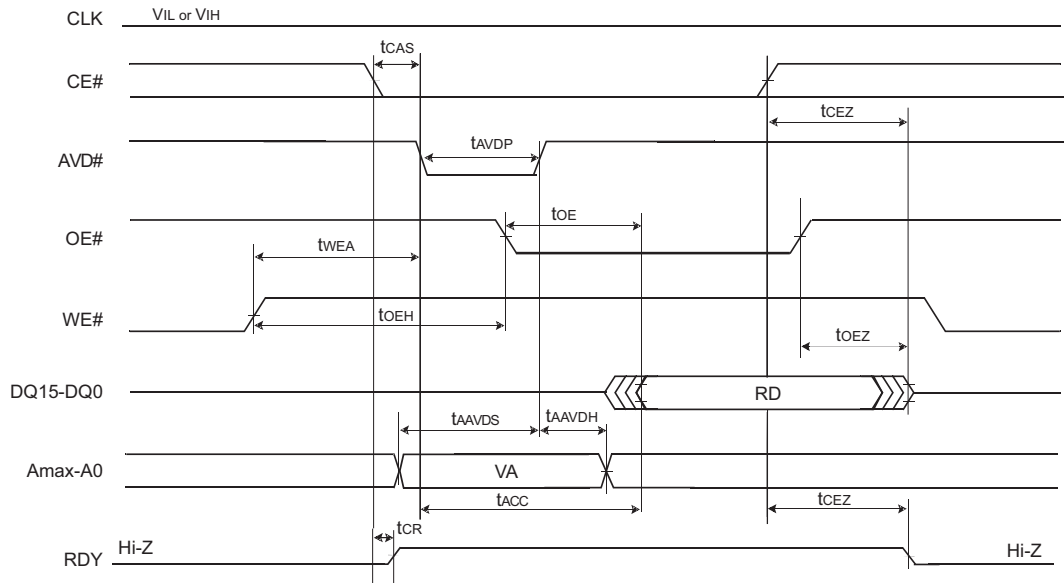 CLK VIL or VIH
tCAS
CE#
tCEZ
AVD# tAVDP
tOE
OE#
tWEA
WE# tOEH
tOEZ
DQ15-DQ0 RD
tAAVDS tAAVDH
Amax-A0 VA
tACC tCEZ
tCR
RDY Hi-Z Hi-Z